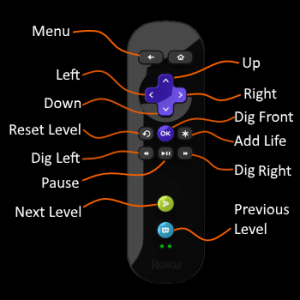 Menu
Up
Left
Right
Down
Dig Front
Reset Level
OK
Add Life
Dig Left
Dig Right
Pause
Next Level
Previous
Level
Roku